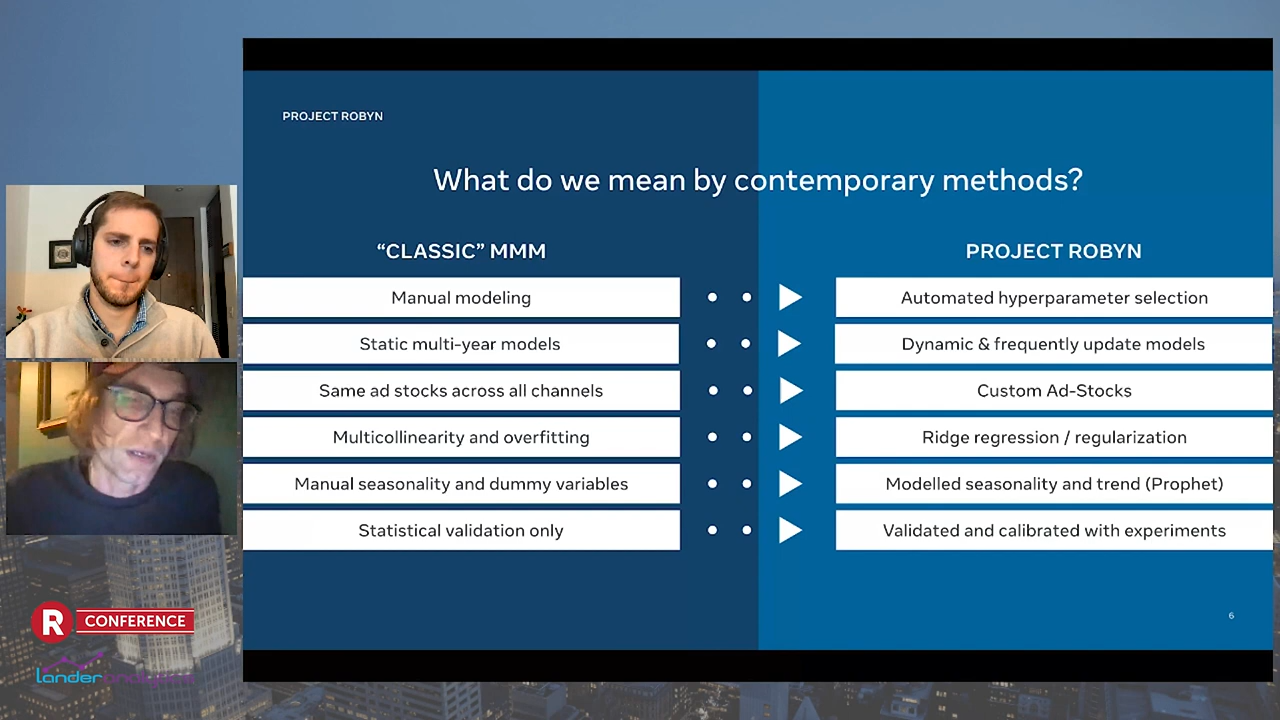 PROJECT ROBYN
What do we mean by contemporary methods?
“CLASSIC” MMM
PROJECT ROBYN
Manual modeling
Automated hyperparameter selection
Static multi-year models
Dynamic & frequently update models
Same ad stocks across all channels
Custom Ad-Stocks
Multicollinearity and overfitting
Ridge regression / regularization
Manual seasonality and dummy variables
Modelled seasonality and trend (Prophet)
Statistical validation only
Validated and calibrated with experiments
6
R CONFERENCE
lander analytics